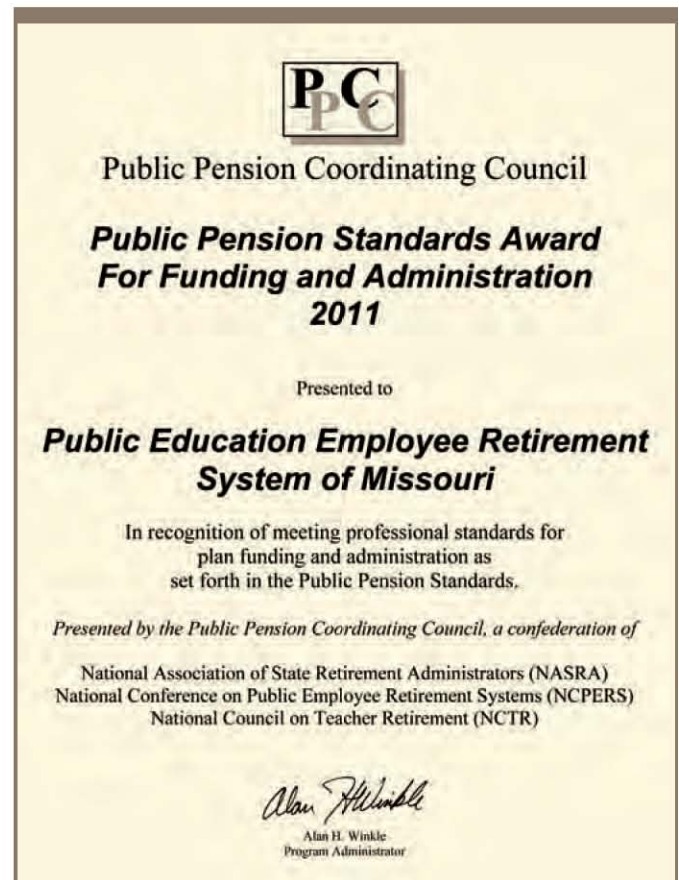 PPCC
Public Pension Coordinating Council
Public Pension Standards Award
For Funding and Administration
2011
Presented to
Public Education Employee Retirement
System of Missouri
In recognition of meeting professional standards for
plan funding and administration as
set forth in the Public Pension Standards.
Presented by the Public Pension Coordinating Council, a confederation of
National Association of State Retirement Administrators (NASRA)
National Conference on Public Employee Retirement Systems (NCPERS)
National Council on Teacher Retirement (NCTR)
Alan H Winkle
Alan H. Winkle
Program Administrator